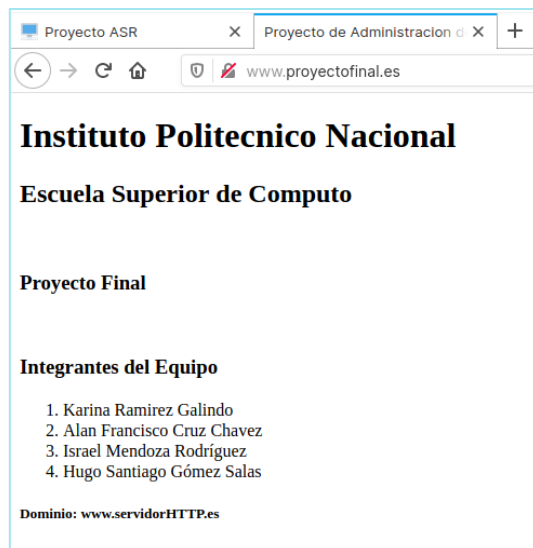 Proyecto ASR
Proyecto de Administracion d
www.proyectofinal.es
Instituto Politecnico Nacional
Escuela Superior de Computo
Proyecto Final
Integrantes del Equipo
1. Karina Ramirez Galindo
2. Alan Francisco Cruz Chavez
3. Israel Mendoza Rodríguez
4. Hugo Santiago Gómez Salas
Dominio: www.servidorHTTP.es